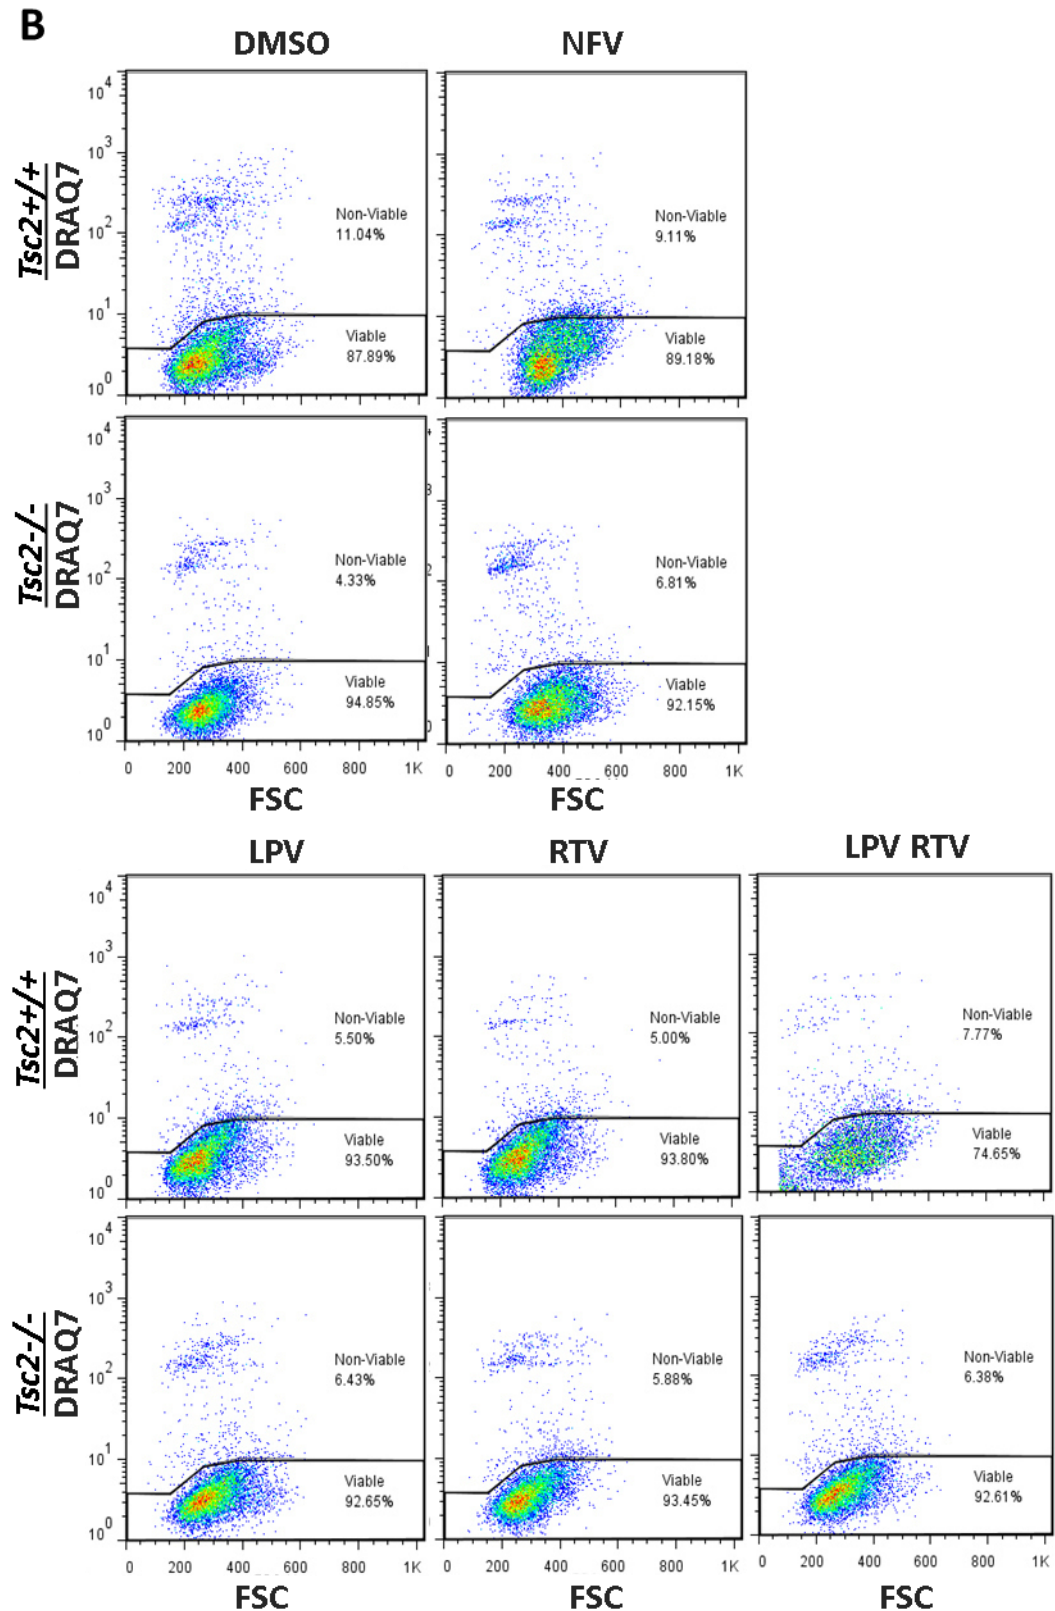 B
DMSO
NFV
Tsc2+/+
DRAQ7
10^4
10^3
10^2
10^1
10^0
Non-Viable
11.04%
Viable
87.89%
Non-Viable
9.11%
Viable
89.18%
Tsc2-/-
DRAQ7
10^4
10^3
10^2
10^1
10^0
Non-Viable
4.33%
Viable
94.85%
Non-Viable
6.81%
Viable
92.15%
0 200 400 600 800 1K
0 200 400 600 800 1K
FSC
FSC
LPV
RTV
LPV RTV
Tsc2+/+
DRAQ7
10^4
10^3
10^2
10^1
10^0
Non-Viable
5.50%
Viable
93.50%
Non-Viable
5.00%
Viable
93.80%
Non-Viable
7.77%
Viable
74.65%
Tsc2-/-
DRAQ7
10^4
10^3
10^2
10^1
10^0
Non-Viable
6.43%
Viable
92.65%
Non-Viable
5.88%
Viable
93.45%
Non-Viable
6.38%
Viable
92.61%
0 200 400 600 800 1K
0 200 400 600 800 1K
0 200 400 600 800 1K
FSC
FSC
FSC